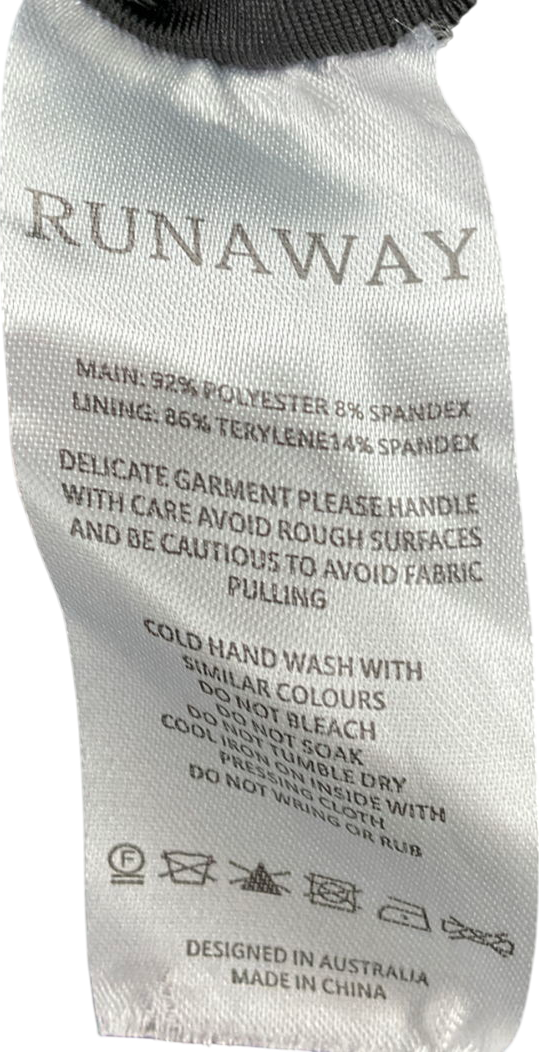 RUNAWAY
MAIN: 92% POLYESTER 8% SPANDEX
LINING: 86% TERYLENE14% SPANDEX
DELICATE GARMENT PLEASE HANDLE
WITH CARE AVOID ROUGH SURFACES
AND BE CAUTIOUS TO AVOID FABRIC
PULLING
COLD HAND WASH WITH
SIMILAR COLOURS
DO NOT BLEACH
DO NOT SOAK
DO NOT TUMBLE DRY
COOL IRON ON INSIDE WITH
PRESSING CLOTH
DO NOT WRING OR RUB
F
DESIGNED IN AUSTRALIA
MADE IN CHINA